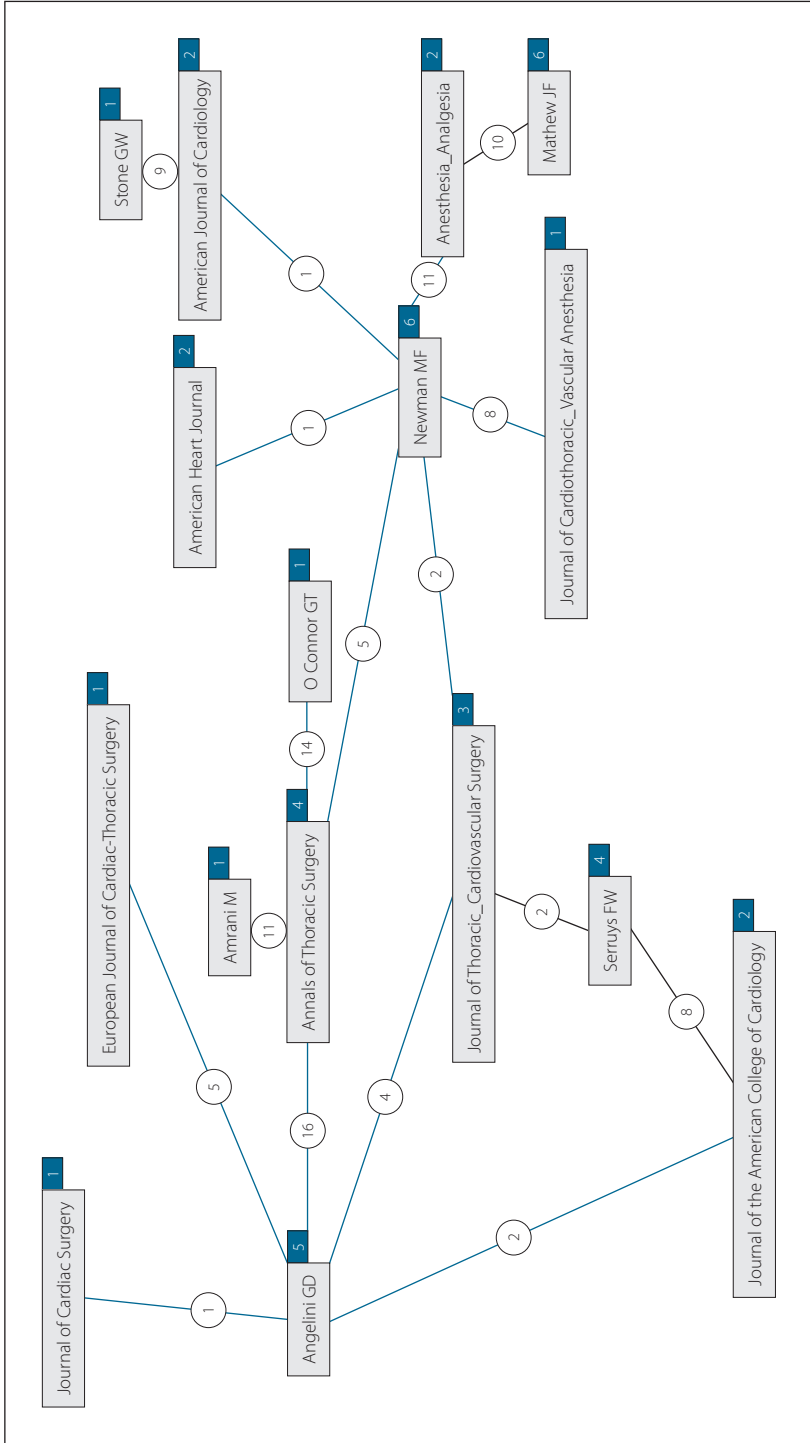 1
Journal of Cardiac Surgery
1
European Journal of Cardiac-Thoracic Surgery
1
Stone GW
9
2
American Journal of Cardiology
2
American Heart Journal
1
5
1
Amrani M
11
1
1
5
Angelini GD
16
4
Annals of Thoracic Surgery
14
1
O Connor GT
5
4
6
Newman MF
11
2
Anesthesia_Analgesia
10
6
Mathew JF
2
3
Journal of Thoracic_Cardiovascular Surgery
8
1
Journal of Cardiothoracic_Vascular Anesthesia
2
2
4
Serruys FW
8
2
Journal of the American College of Cardiology